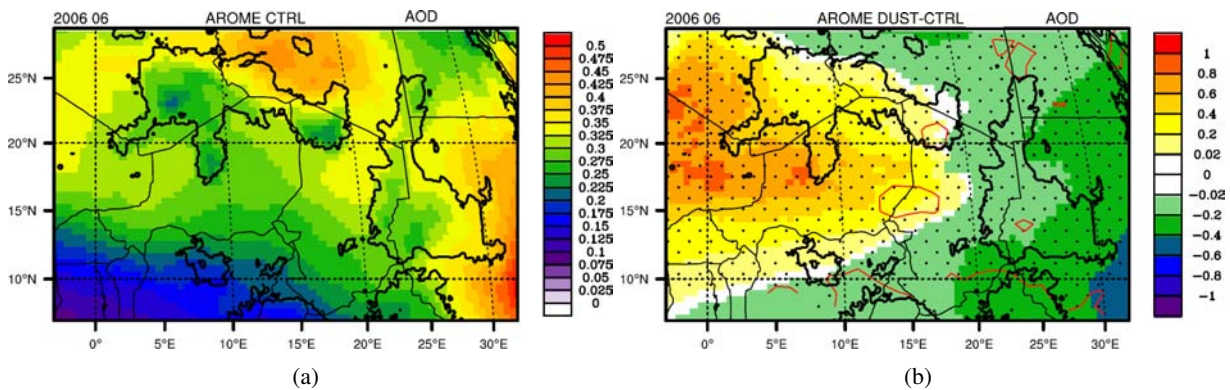 2006 06 AROME CTRL AOD
25°N
20°N
15°N
10°N
0° 5°E 10°E 15°E 20°E 25°E 30°E
0.5
0.475
0.45
0.425
0.4
0.375
0.35
0.325
0.3
0.275
0.25
0.225
0.2
0.175
0.15
0.125
0.1
0.075
0.05
0.025
0
(a)
2006 06 AROME DUST-CTRL AOD
25°N
20°N
15°N
10°N
0° 5°E 10°E 15°E 20°E 25°E 30°E
1
0.8
0.6
0.4
0.2
0.02
0
−0.02
−0.2
−0.4
−0.6
−0.8
−1
(b)